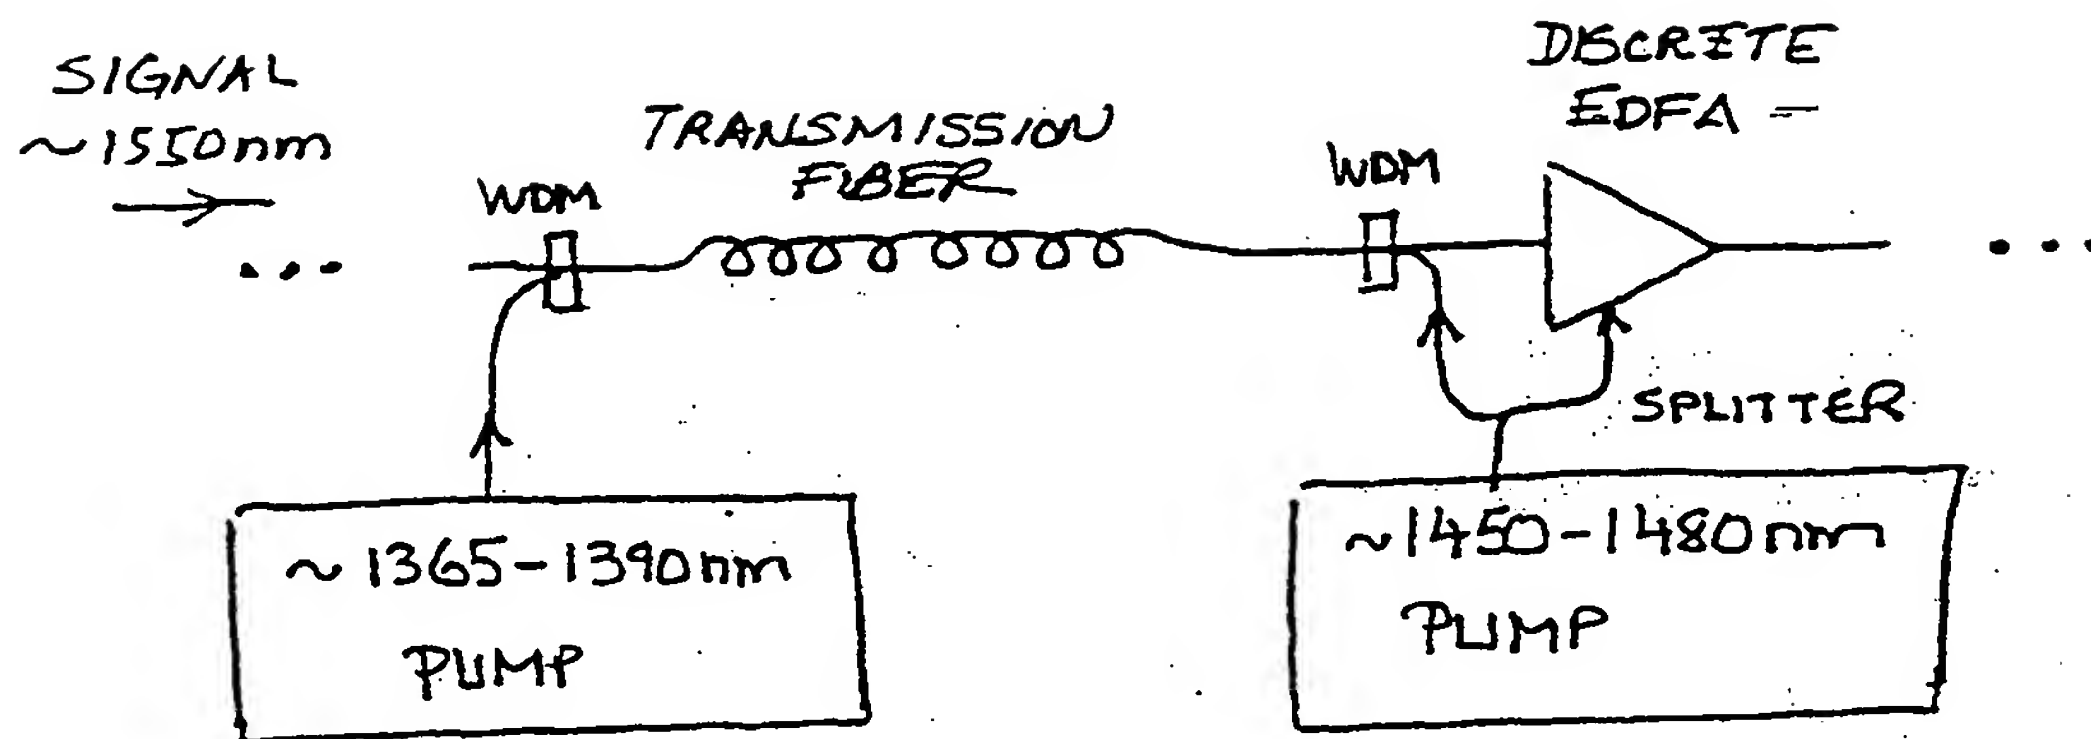 SIGNAL
~1550nm
TRANSMISSION
FIBER
DISCRETE
EDFA
WDM
WDM
SPLITTER
~1365-1390nm
PUMP
~1450-1480nm
PUMP